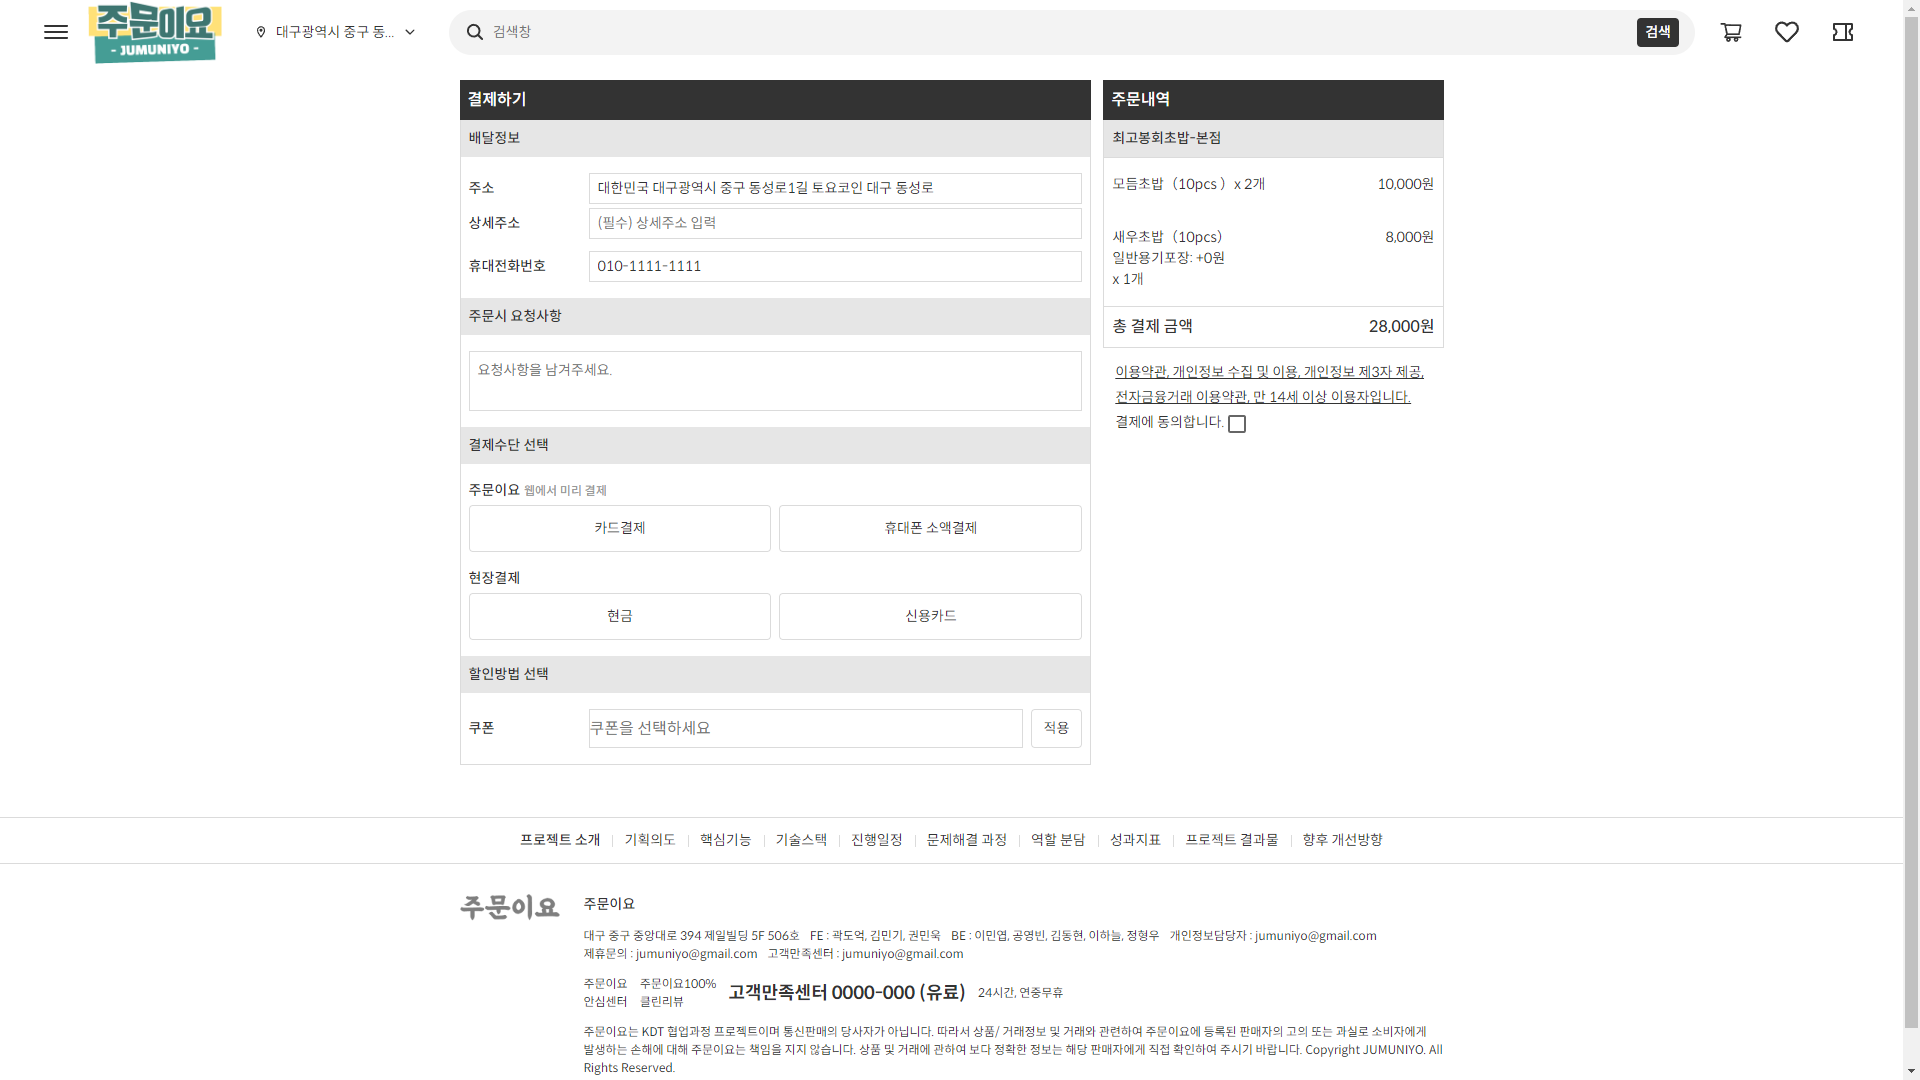 주문이요
- JUMUNIYO -
대구광역시 중구 동...
검색창
검색
결제하기
배달정보
주소
대한민국 대구광역시 중구 동성로1길 토요코인 대구 동성로
상세주소
(필수) 상세주소 입력
휴대전화번호
010-1111-1111
주문시 요청사항
요청사항을 남겨주세요.
결제수단 선택
주문이요 웹에서 미리 결제
카드결제
휴대폰 소액결제
현장결제
현금
신용카드
할인방법 선택
쿠폰
쿠폰을 선택하세요
적용
주문내역
최고봉회초밥-본점
모듬초밥（10pcs ）x 2개
10,000원
새우초밥（10pcs）
8,000원
일반용기포장: +0원
x 1개
총 결제 금액
28,000원
이용약관, 개인정보 수집 및 이용, 개인정보 제3자 제공,
전자금융거래 이용약관, 만 14세 이상 이용자입니다.
결제에 동의합니다.
프로젝트 소개
기획의도
핵심기능
기술스택
진행일정
문제해결 과정
역할 분담
성과지표
프로젝트 결과물
향후 개선방향
주문이요
주문이요
대구 중구 중앙대로 394 제일빌딩 5F 506호 FE : 곽도억, 김민기, 권민욱 BE : 이민엽, 공영빈, 김동현, 이하늘, 정형우 개인정보담당자 : jumuniyo@gmail.com
제휴문의 : jumuniyo@gmail.com 고객만족센터 : jumuniyo@gmail.com
주문이요
안심센터
주문이요100%
클린리뷰
고객만족센터 0000-000 (유료)
24시간, 연중무휴
주문이요는 KDT 협업과정 프로젝트이며 통신판매의 당사자가 아닙니다. 따라서 상품/ 거래정보 및 거래와 관련하여 주문이요에 등록된 판매자의 고의 또는 과실로 소비자에게
발생하는 손해에 대해 주문이요는 책임을 지지 않습니다. 상품 및 거래에 관하여 보다 정확한 정보는 해당 판매자에게 직접 확인하여 주시기 바랍니다. Copyright JUMUNIYO. All
Rights Reserved.